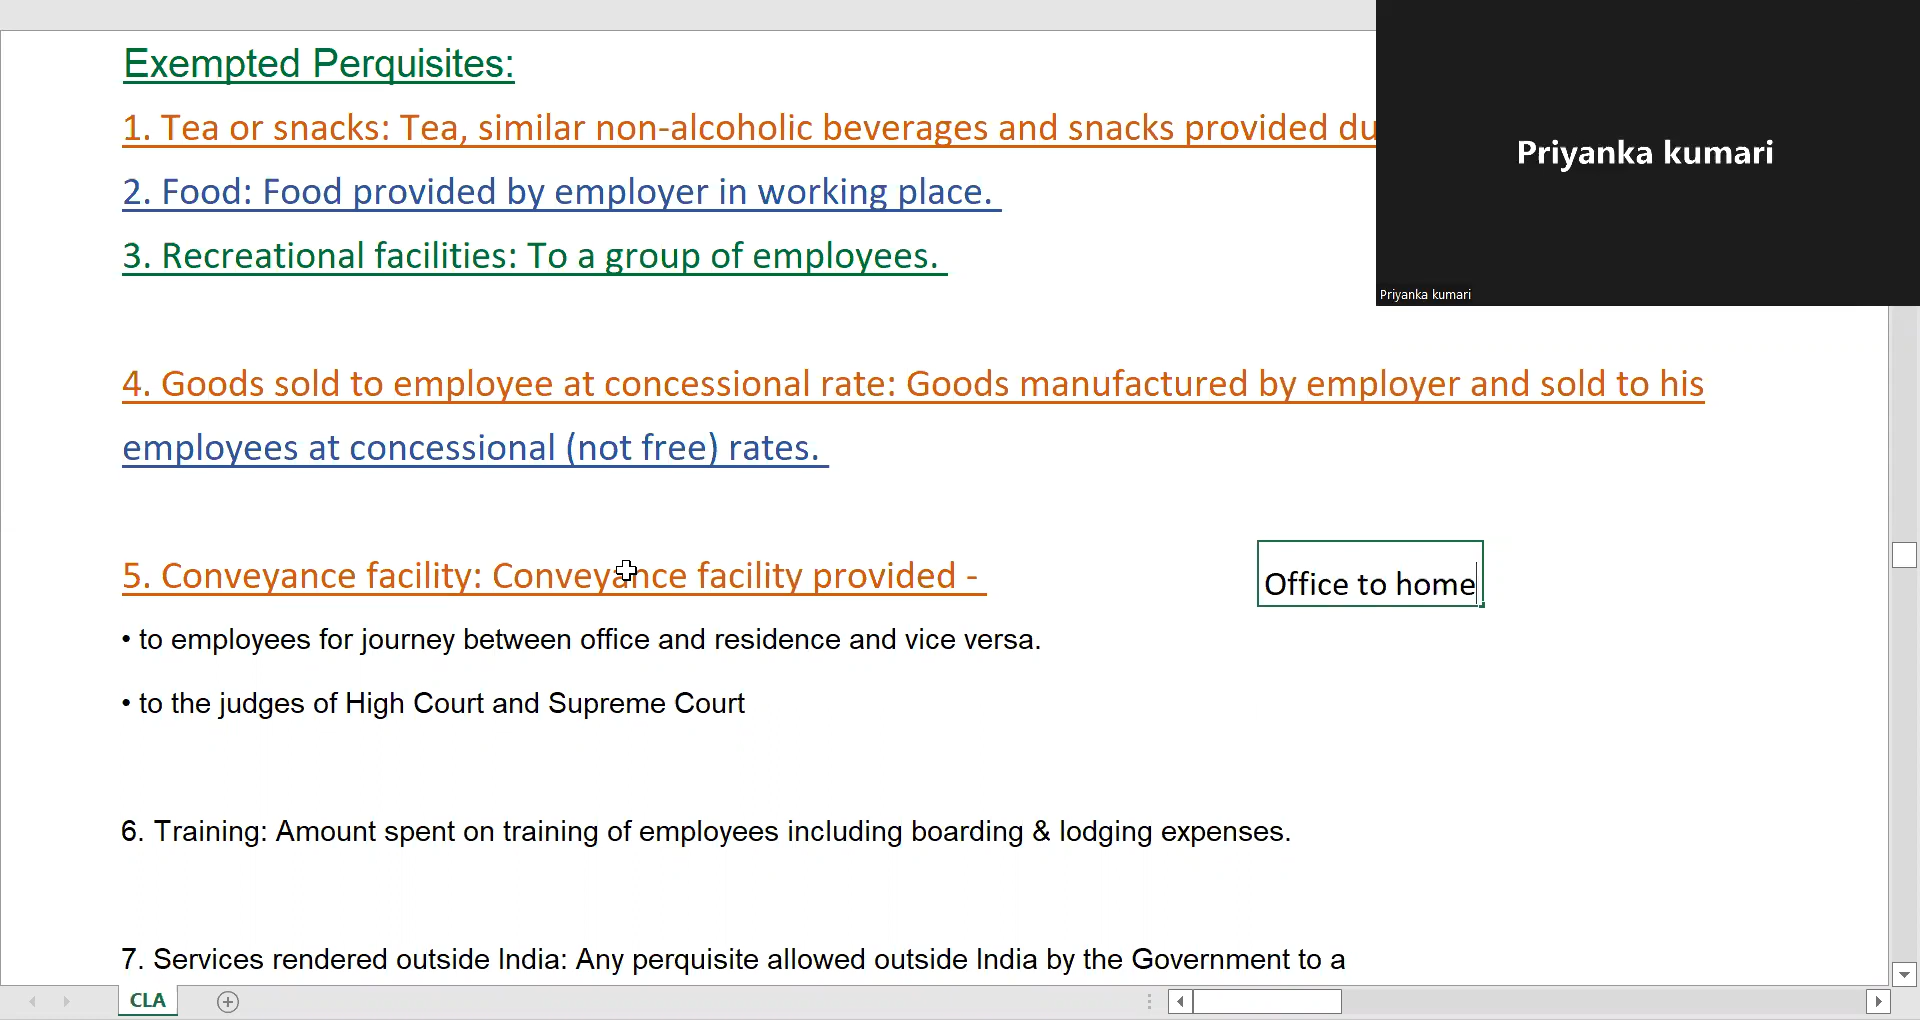 Exempted Perquisites:
1. Tea or snacks: Tea, similar non-alcoholic beverages and snacks provided du
Priyanka kumari
2. Food: Food provided by employer in working place.
3. Recreational facilities: To a group of employees.
Priyanka kumari
4. Goods sold to employee at concessional rate: Goods manufactured by employer and sold to his
employees at concessional (not free) rates.
5. Conveyance facility: Conveyance facility provided -
Office to home
• to employees for journey between office and residence and vice versa.
• to the judges of High Court and Supreme Court
6. Training: Amount spent on training of employees including boarding & lodging expenses.
7. Services rendered outside India: Any perquisite allowed outside India by the Government to a
CLA